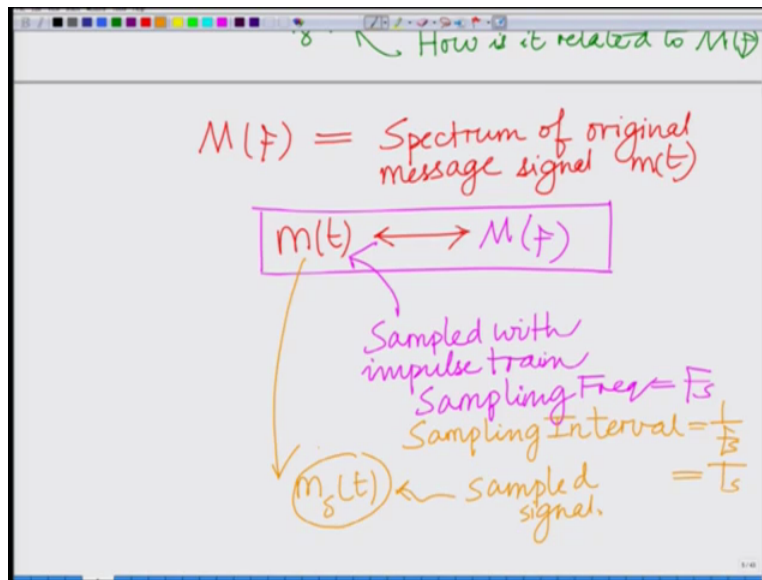 How is it related to M(F)
M(F) = Spectrum of original
message signal m(t)
m(t) ↔ M(F)
Sampled with
impulse train
Sampling Freq = Fs
Sampling Interval = 1/Fs
m_δ(t) ← Sampled = Ts
signal.